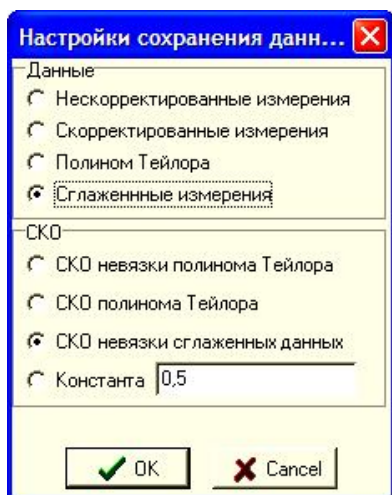 Настройки сохранения данн...
Данные
Нескорректированные измерения
Скорректированные измерения
Полином Тейлора
Сглаженнные измерения
СКО
СКО невязки полинома Тейлора
СКО полинома Тейлора
СКО невязки сглаженных данных
Константа 0,5
OK Cancel